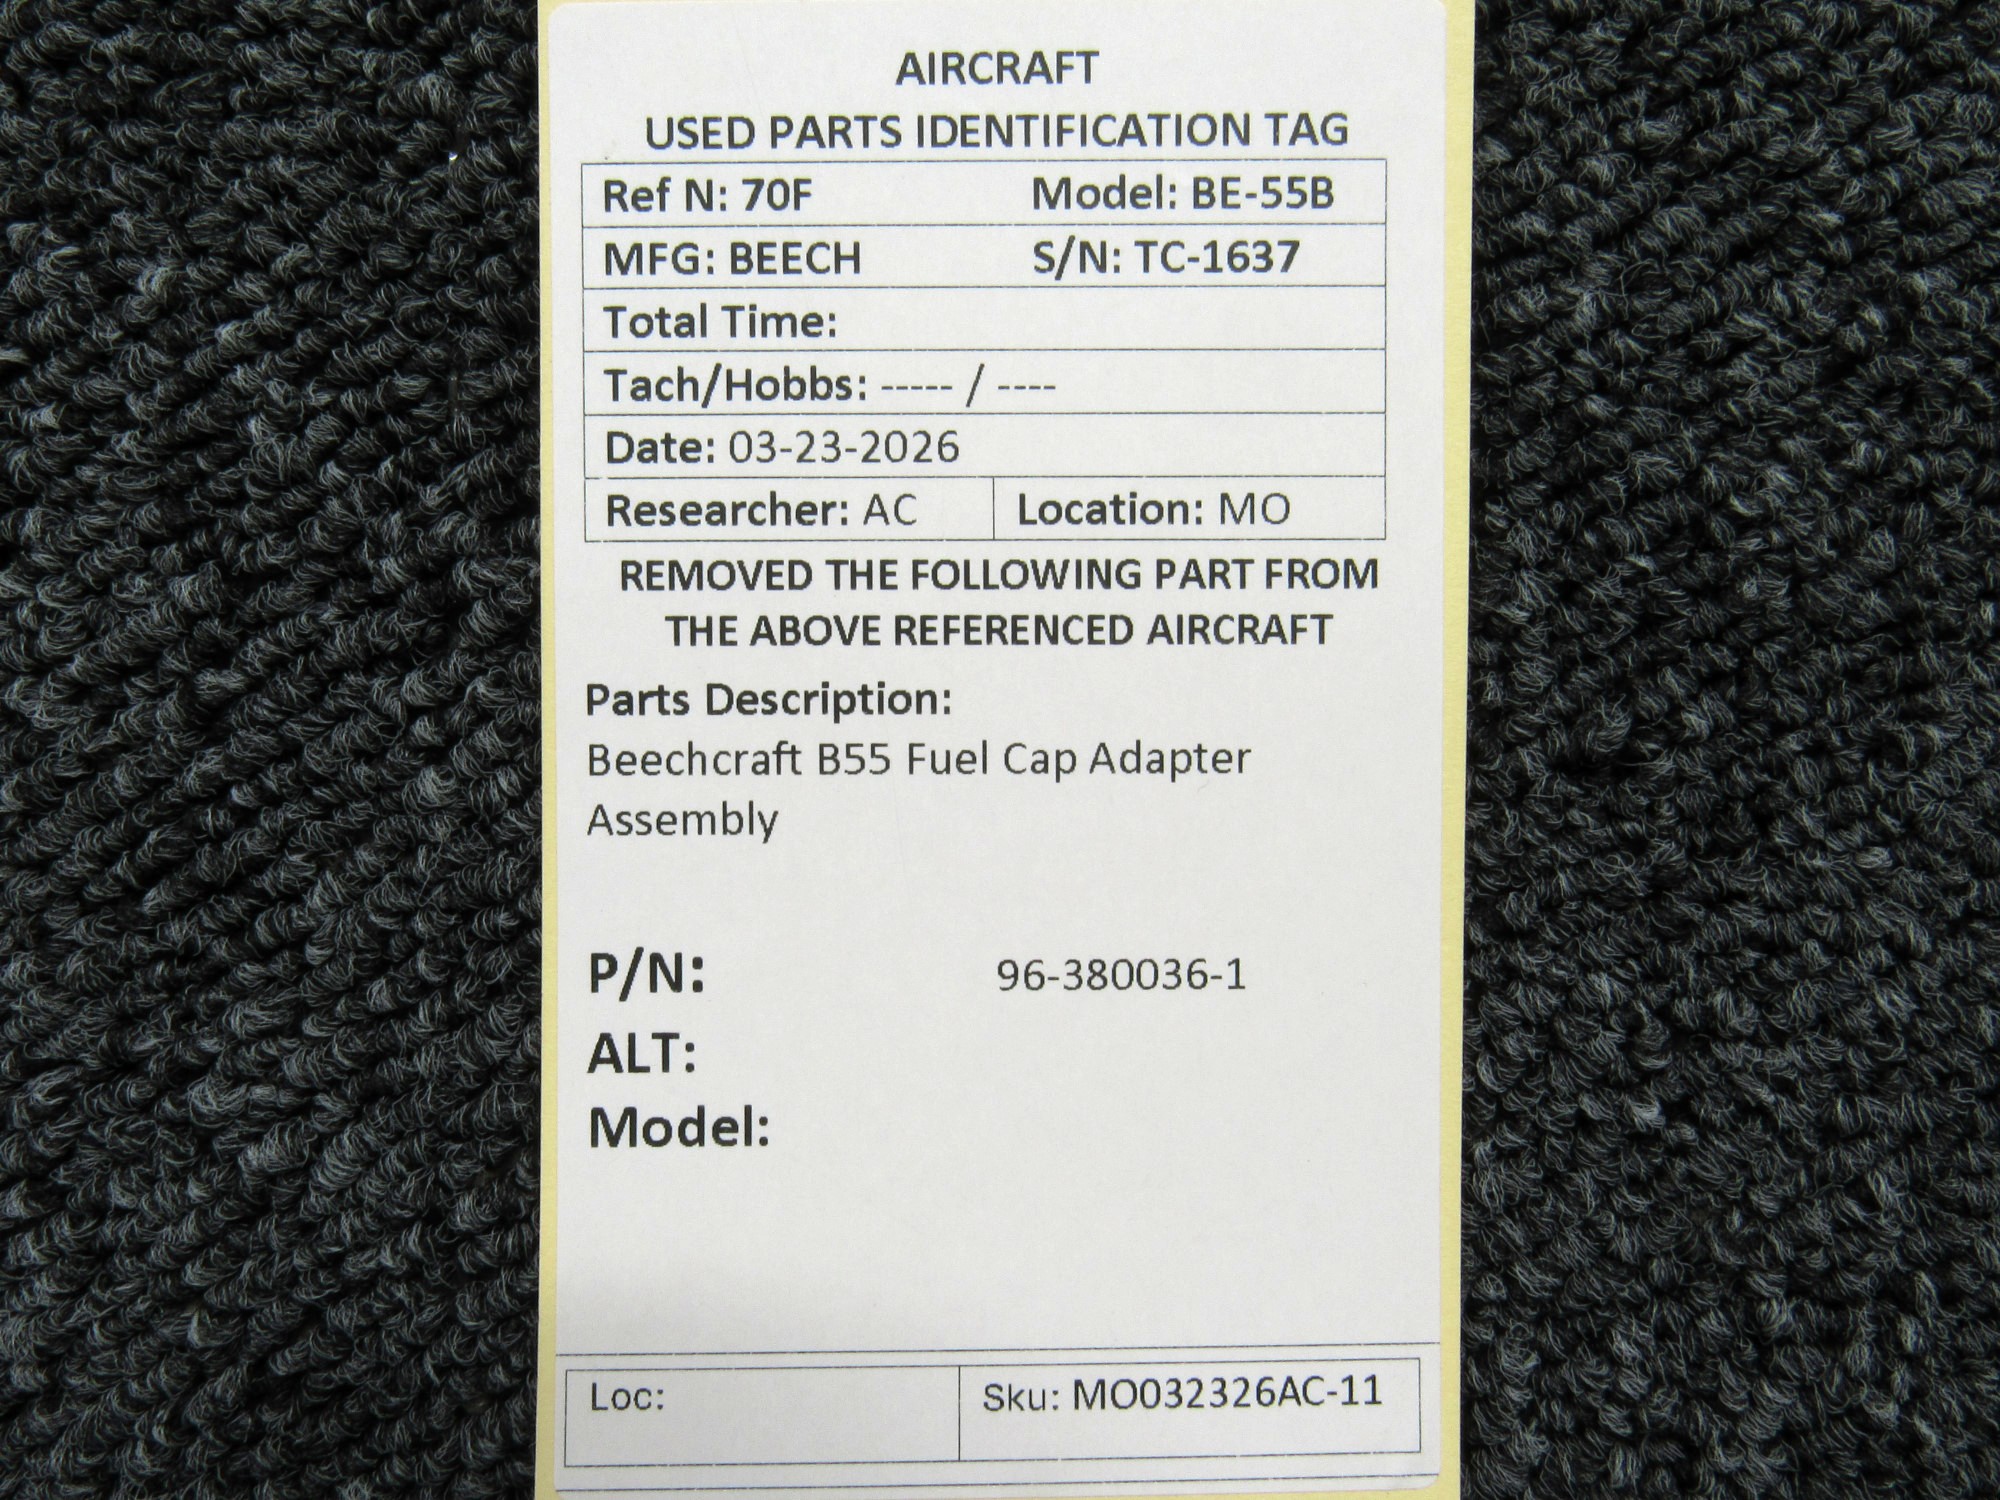 AIRCRAFT
USED PARTS IDENTIFICATION TAG
Ref N: 70F Model: BE-55B
MFG: BEECH S/N: TC-1637
Total Time:
Tach/Hobbs: ----- / ----
Date: 03-23-2026
Researcher: AC Location: MO
REMOVED THE FOLLOWING PART FROM
THE ABOVE REFERENCED AIRCRAFT
Parts Description:
Beechcraft B55 Fuel Cap Adapter
Assembly
P/N: 96-380036-1
ALT:
Model:
Loc: Sku: MO032326AC-11